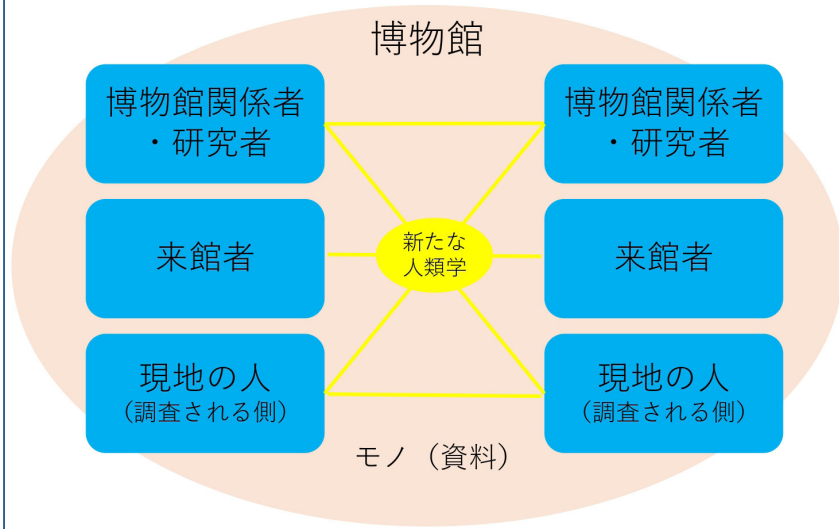 博物館
博物館関係者
・研究者
博物館関係者
・研究者
来館者
新たな
人類学
来館者
現地の人
（調査される側）
現地の人
（調査される側）
モノ（資料）